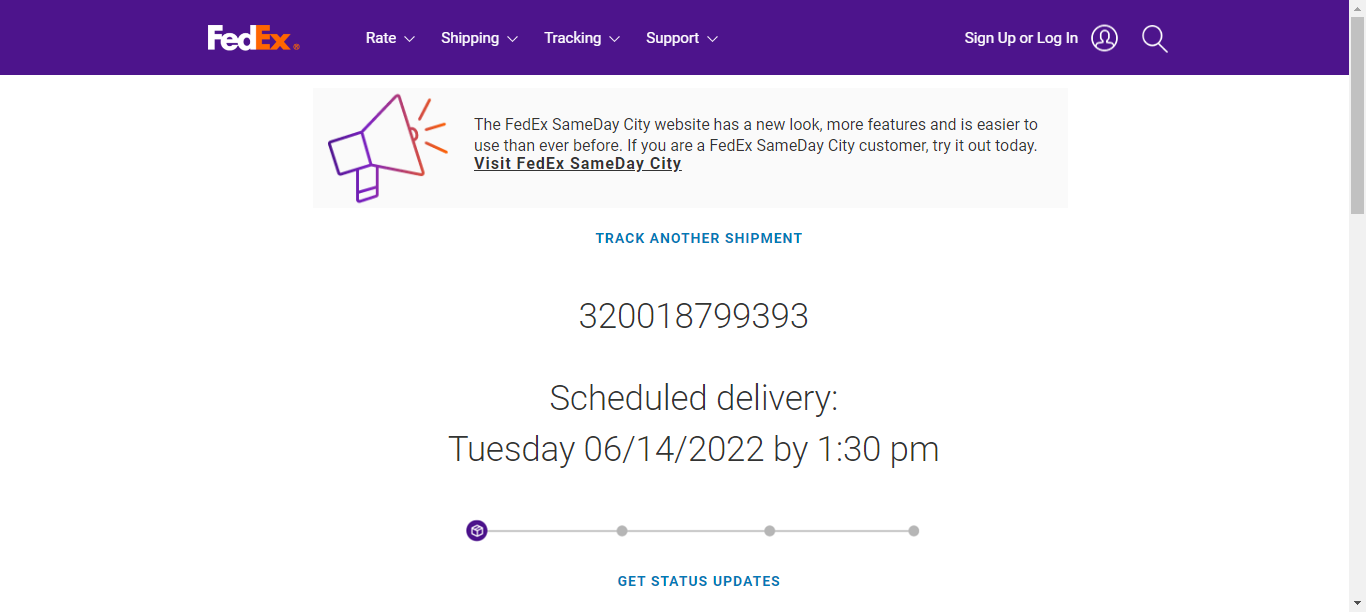 FedEx®
Rate
Shipping
Tracking
Support
Sign Up or Log In
The FedEx SameDay City website has a new look, more features and is easier to
use than ever before. If you are a FedEx SameDay City customer, try it out today.
Visit FedEx SameDay City
TRACK ANOTHER SHIPMENT
320018799393
Scheduled delivery:
Tuesday 06/14/2022 by 1:30 pm
GET STATUS UPDATES